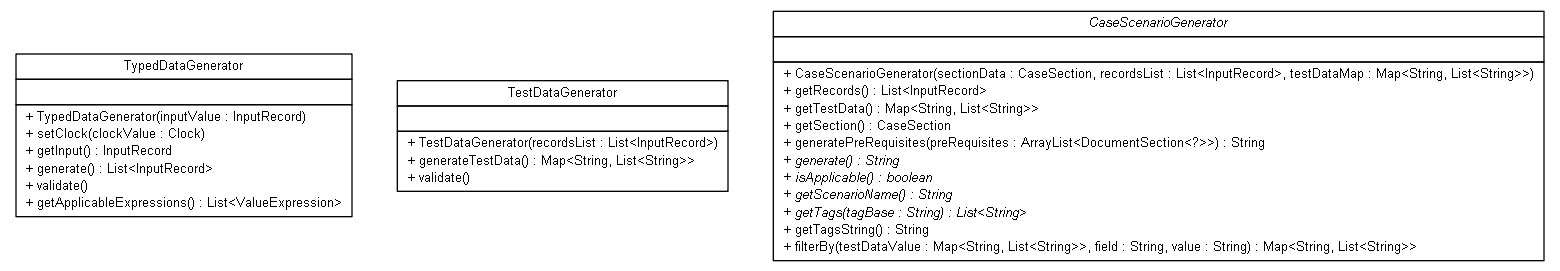 TypedDataGenerator
+ TypedDataGenerator(inputValue : InputRecord)
+ setClock(clockValue : Clock)
+ getInput() : InputRecord
+ generate() : List<InputRecord>
+ validate()
+ getApplicableExpressions() : List<ValueExpression>
TestDataGenerator
+ TestDataGenerator(recordsList : List<InputRecord>)
+ generateTestData() : Map<String, List<String>>
+ validate()
CaseScenarioGenerator
+ CaseScenarioGenerator(sectionData : CaseSection, recordsList : List<InputRecord>, testDataMap : Map<String, List<String>>)
+ getRecords() : List<InputRecord>
+ getTestData() : Map<String, List<String>>
+ getSection() : CaseSection
+ generatePreRequisites(preRequisites : ArrayList<DocumentSection<?>>) : String
+ generate() : String
+ isApplicable() : boolean
+ getScenarioName() : String
+ getTags(tagBase : String) : List<String>
+ getTagsString() : String
+ filterBy(testDataValue : Map<String, List<String>>, field : String, value : String) : Map<String, List<String>>